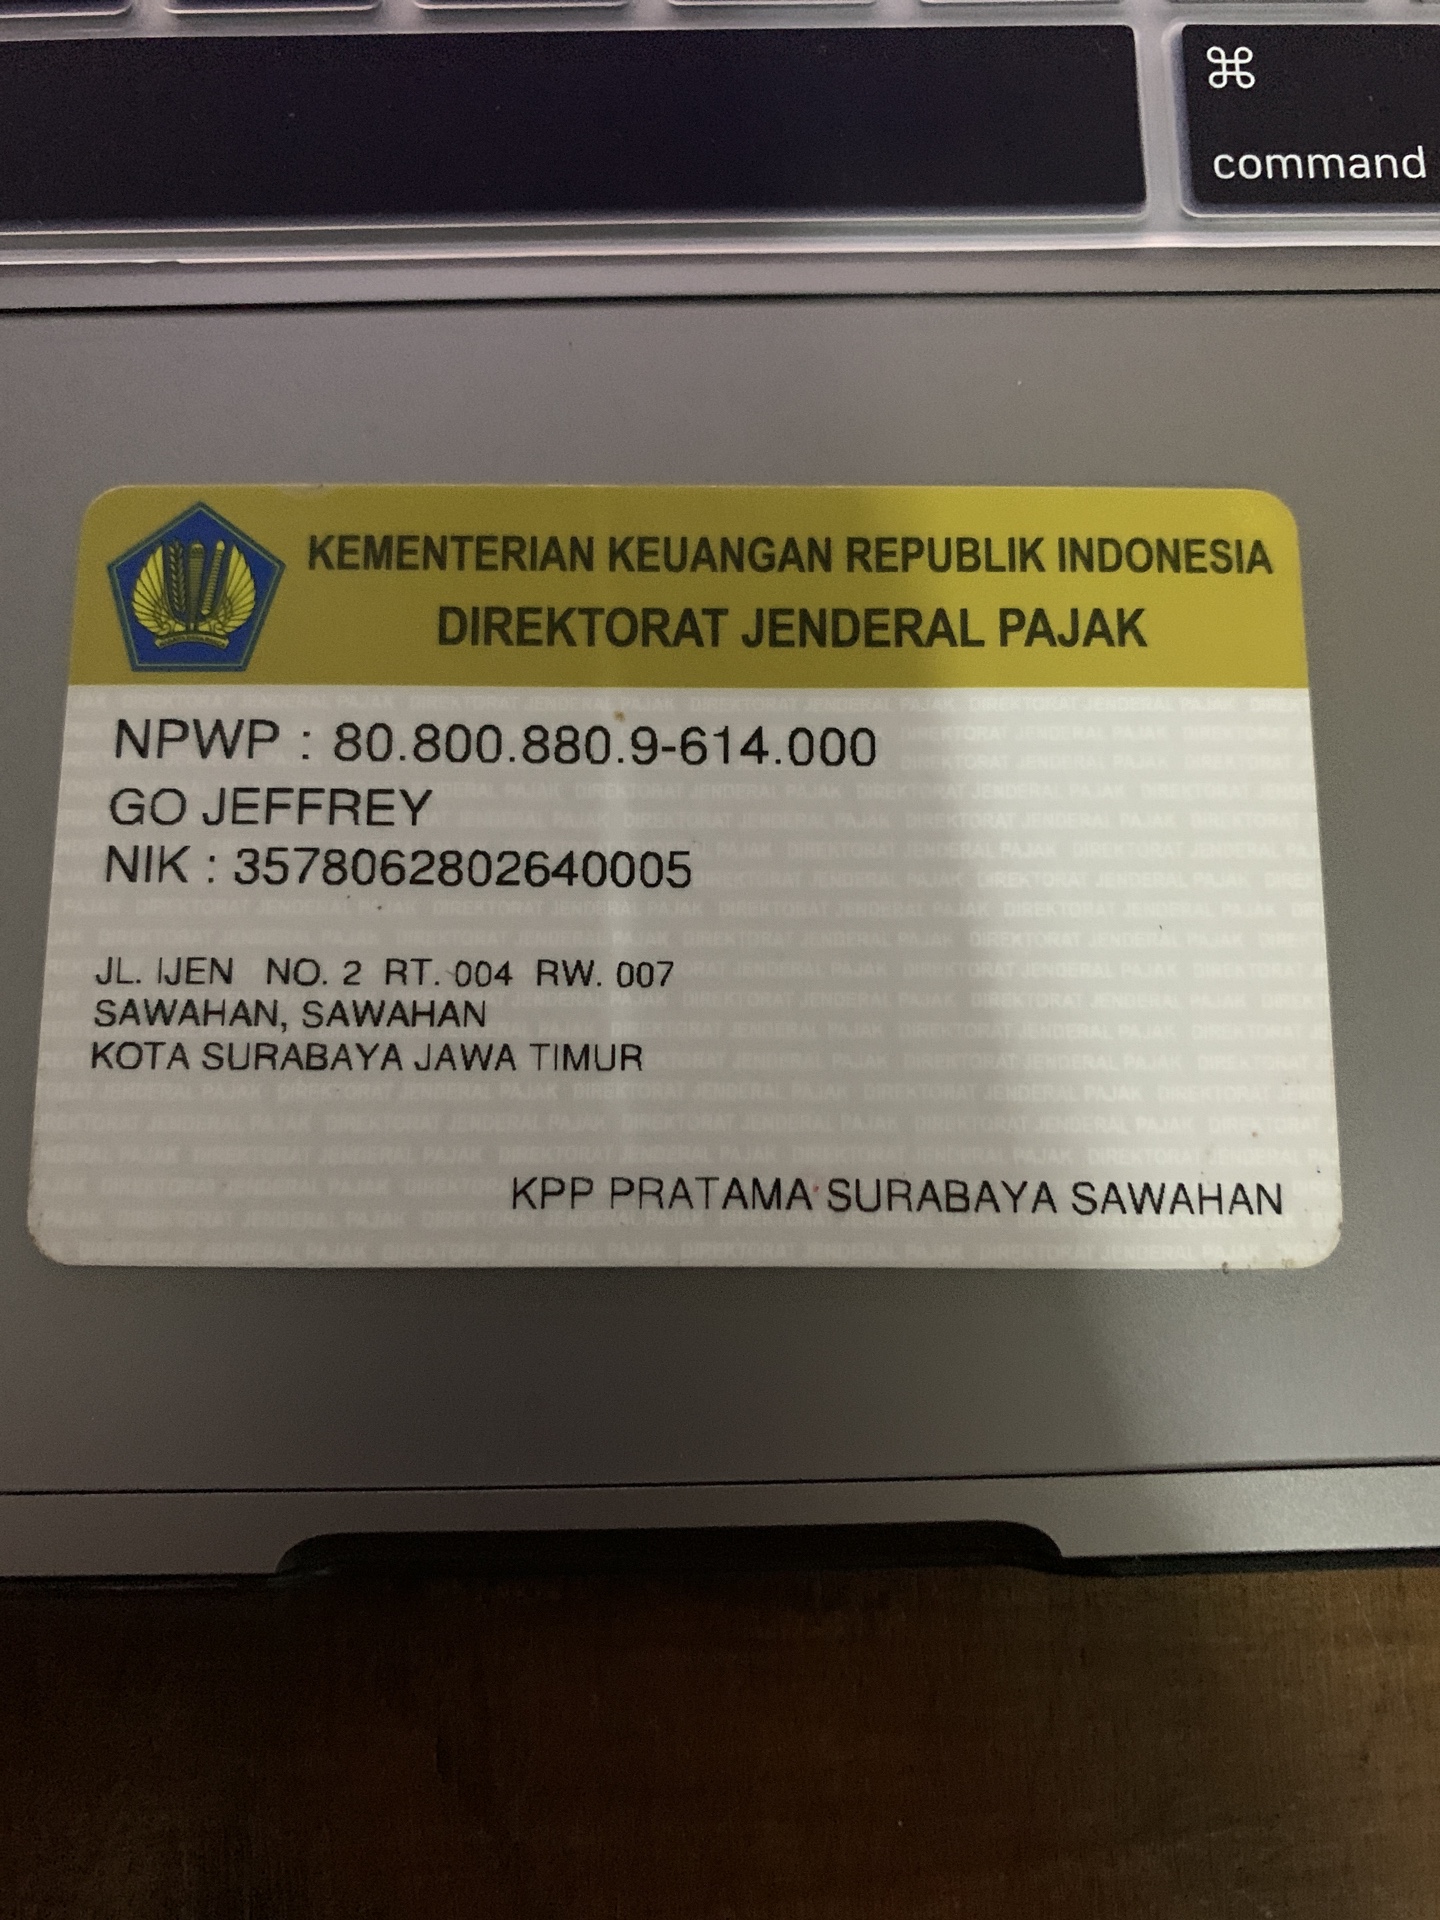 ⌘
command
KEMENTERIAN KEUANGAN REPUBLIK INDONESIA
DIREKTORAT JENDERAL PAJAK
NPWP : 80.800.880.9-614.000
GO JEFFREY
NIK : 3578062802640005
JL. IJEN NO. 2 RT. 004 RW. 007
SAWAHAN, SAWAHAN
KOTA SURABAYA JAWA TIMUR
KPP PRATAMA SURABAYA SAWAHAN